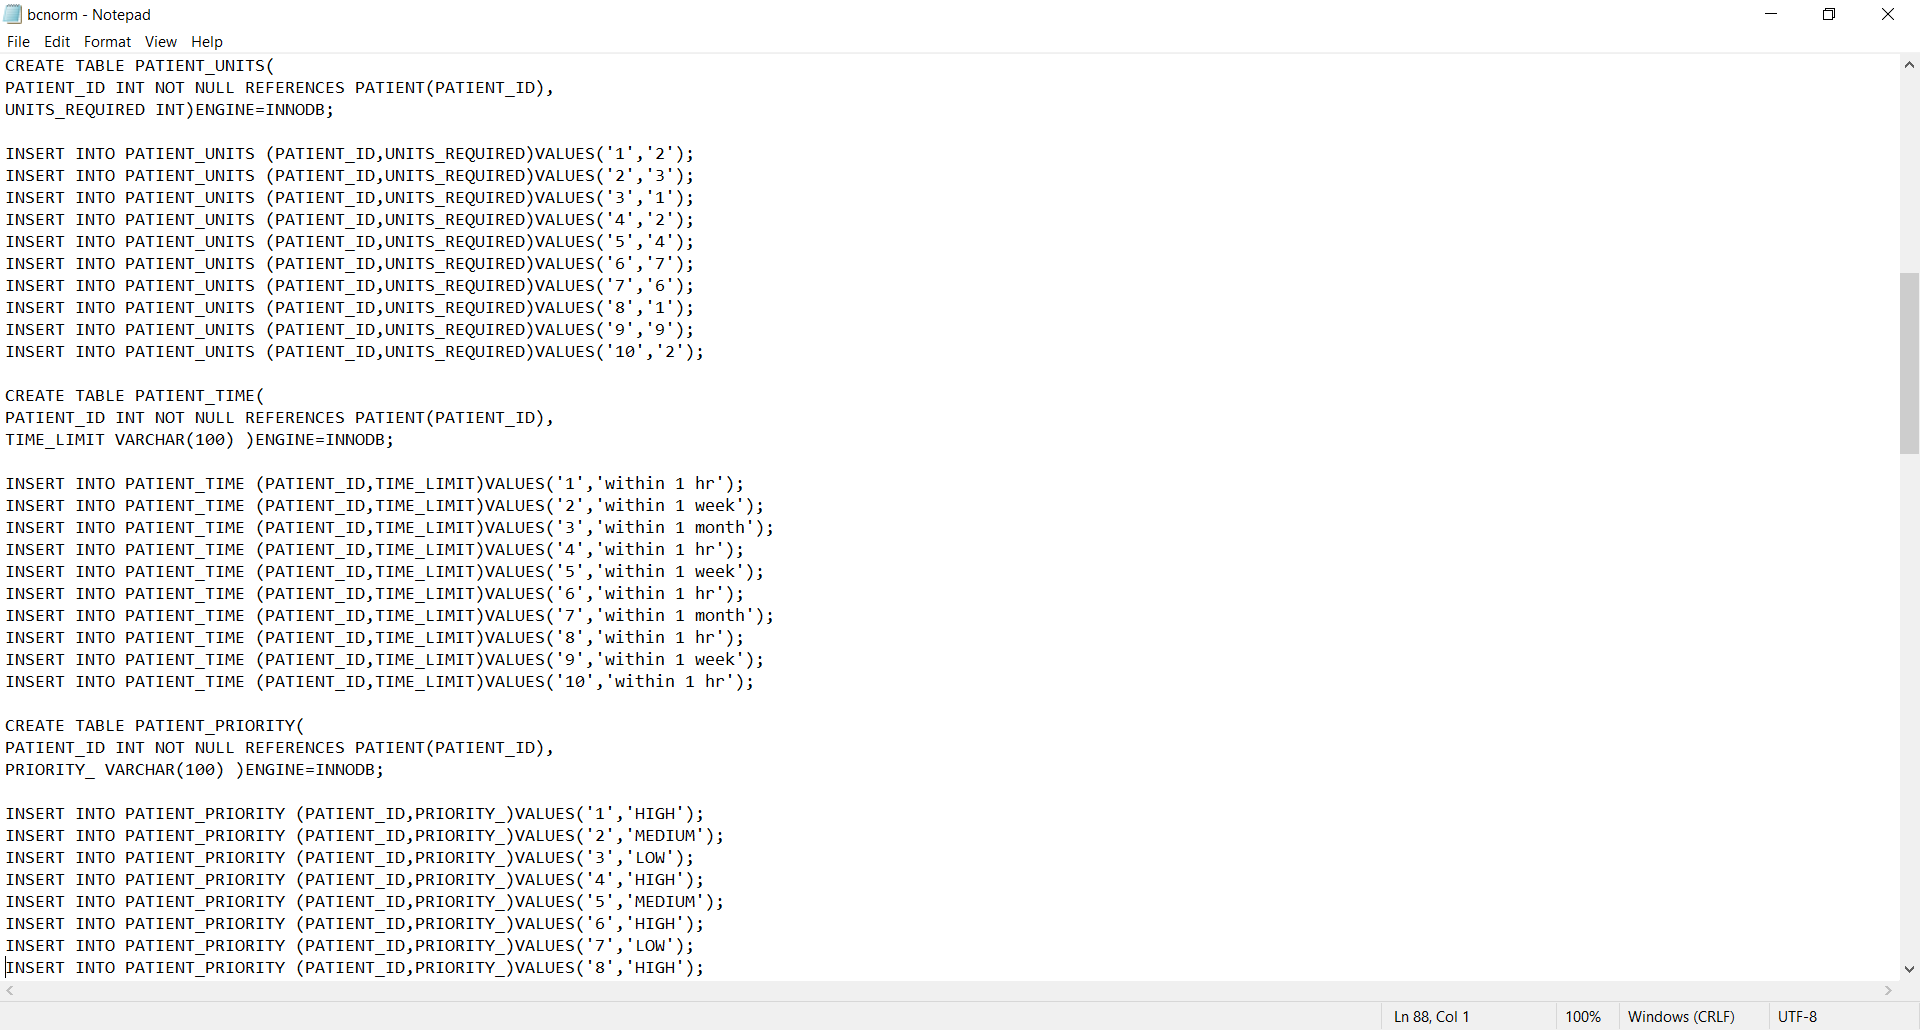 bcnorm - Notepad
File Edit Format View Help
CREATE TABLE PATIENT_UNITS(
PATIENT_ID INT NOT NULL REFERENCES PATIENT(PATIENT_ID),
UNITS_REQUIRED INT)ENGINE=INNODB;

INSERT INTO PATIENT_UNITS (PATIENT_ID,UNITS_REQUIRED)VALUES('1','2');
INSERT INTO PATIENT_UNITS (PATIENT_ID,UNITS_REQUIRED)VALUES('2','3');
INSERT INTO PATIENT_UNITS (PATIENT_ID,UNITS_REQUIRED)VALUES('3','1');
INSERT INTO PATIENT_UNITS (PATIENT_ID,UNITS_REQUIRED)VALUES('4','2');
INSERT INTO PATIENT_UNITS (PATIENT_ID,UNITS_REQUIRED)VALUES('5','4');
INSERT INTO PATIENT_UNITS (PATIENT_ID,UNITS_REQUIRED)VALUES('6','7');
INSERT INTO PATIENT_UNITS (PATIENT_ID,UNITS_REQUIRED)VALUES('7','6');
INSERT INTO PATIENT_UNITS (PATIENT_ID,UNITS_REQUIRED)VALUES('8','1');
INSERT INTO PATIENT_UNITS (PATIENT_ID,UNITS_REQUIRED)VALUES('9','9');
INSERT INTO PATIENT_UNITS (PATIENT_ID,UNITS_REQUIRED)VALUES('10','2');

CREATE TABLE PATIENT_TIME(
PATIENT_ID INT NOT NULL REFERENCES PATIENT(PATIENT_ID),
TIME_LIMIT VARCHAR(100) )ENGINE=INNODB;

INSERT INTO PATIENT_TIME (PATIENT_ID,TIME_LIMIT)VALUES('1','within 1 hr');
INSERT INTO PATIENT_TIME (PATIENT_ID,TIME_LIMIT)VALUES('2','within 1 week');
INSERT INTO PATIENT_TIME (PATIENT_ID,TIME_LIMIT)VALUES('3','within 1 month');
INSERT INTO PATIENT_TIME (PATIENT_ID,TIME_LIMIT)VALUES('4','within 1 hr');
INSERT INTO PATIENT_TIME (PATIENT_ID,TIME_LIMIT)VALUES('5','within 1 week');
INSERT INTO PATIENT_TIME (PATIENT_ID,TIME_LIMIT)VALUES('6','within 1 hr');
INSERT INTO PATIENT_TIME (PATIENT_ID,TIME_LIMIT)VALUES('7','within 1 month');
INSERT INTO PATIENT_TIME (PATIENT_ID,TIME_LIMIT)VALUES('8','within 1 hr');
INSERT INTO PATIENT_TIME (PATIENT_ID,TIME_LIMIT)VALUES('9','within 1 week');
INSERT INTO PATIENT_TIME (PATIENT_ID,TIME_LIMIT)VALUES('10','within 1 hr');

CREATE TABLE PATIENT_PRIORITY(
PATIENT_ID INT NOT NULL REFERENCES PATIENT(PATIENT_ID),
PRIORITY_ VARCHAR(100) )ENGINE=INNODB;

INSERT INTO PATIENT_PRIORITY (PATIENT_ID,PRIORITY_)VALUES('1','HIGH');
INSERT INTO PATIENT_PRIORITY (PATIENT_ID,PRIORITY_)VALUES('2','MEDIUM');
INSERT INTO PATIENT_PRIORITY (PATIENT_ID,PRIORITY_)VALUES('3','LOW');
INSERT INTO PATIENT_PRIORITY (PATIENT_ID,PRIORITY_)VALUES('4','HIGH');
INSERT INTO PATIENT_PRIORITY (PATIENT_ID,PRIORITY_)VALUES('5','MEDIUM');
INSERT INTO PATIENT_PRIORITY (PATIENT_ID,PRIORITY_)VALUES('6','HIGH');
INSERT INTO PATIENT_PRIORITY (PATIENT_ID,PRIORITY_)VALUES('7','LOW');
INSERT INTO PATIENT_PRIORITY (PATIENT_ID,PRIORITY_)VALUES('8','HIGH');
Ln 88, Col 1 100% Windows (CRLF) UTF-8